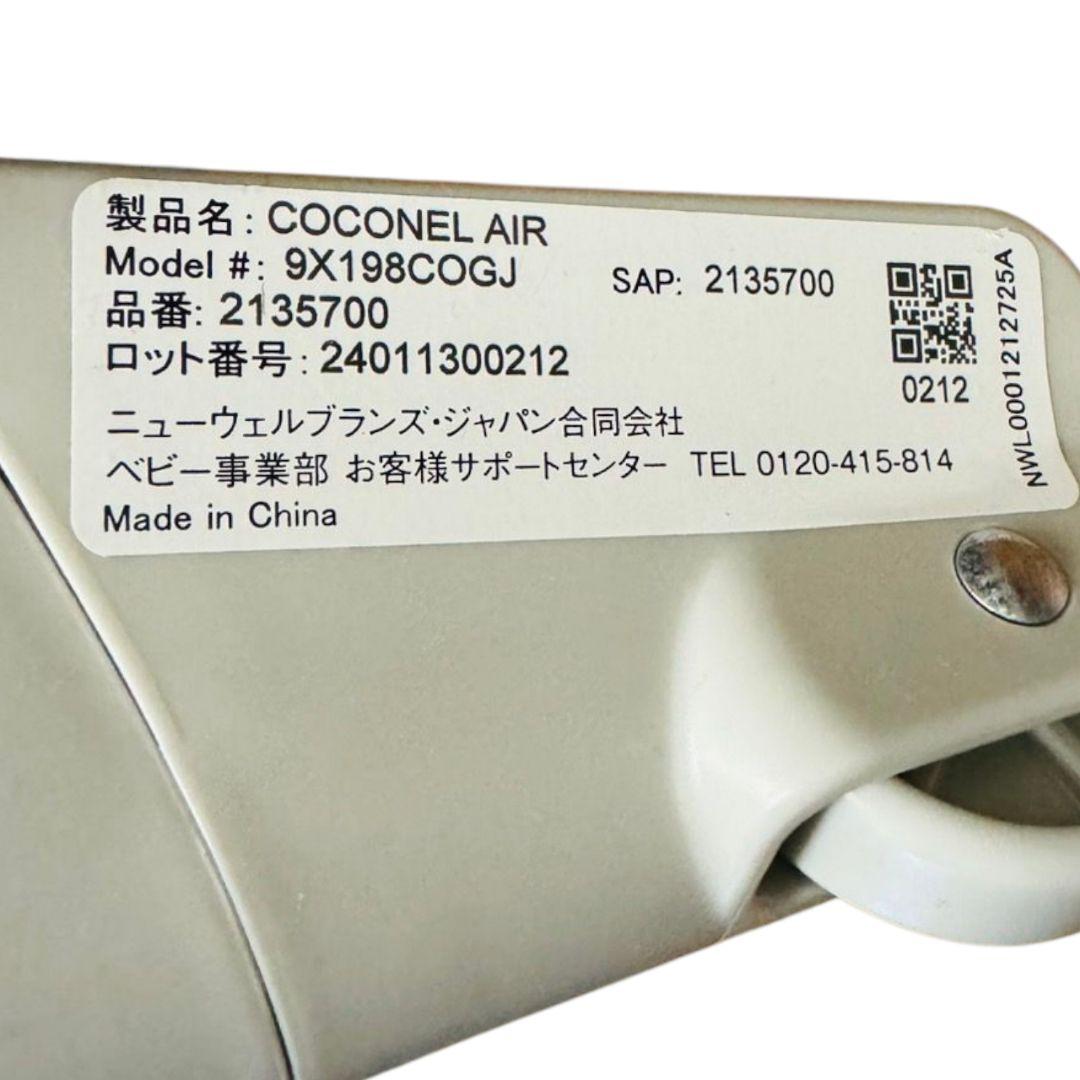 製品名: COCONEL AIR
Model #: 9X198COGJ
SAP: 2135700
品番: 2135700
ロット番号: 24011300212
0212
NWL0001212725A
ニューウェルブランズ・ジャパン合同会社
ベビー事業部 お客様サポートセンター TEL 0120-415-814
Made in China